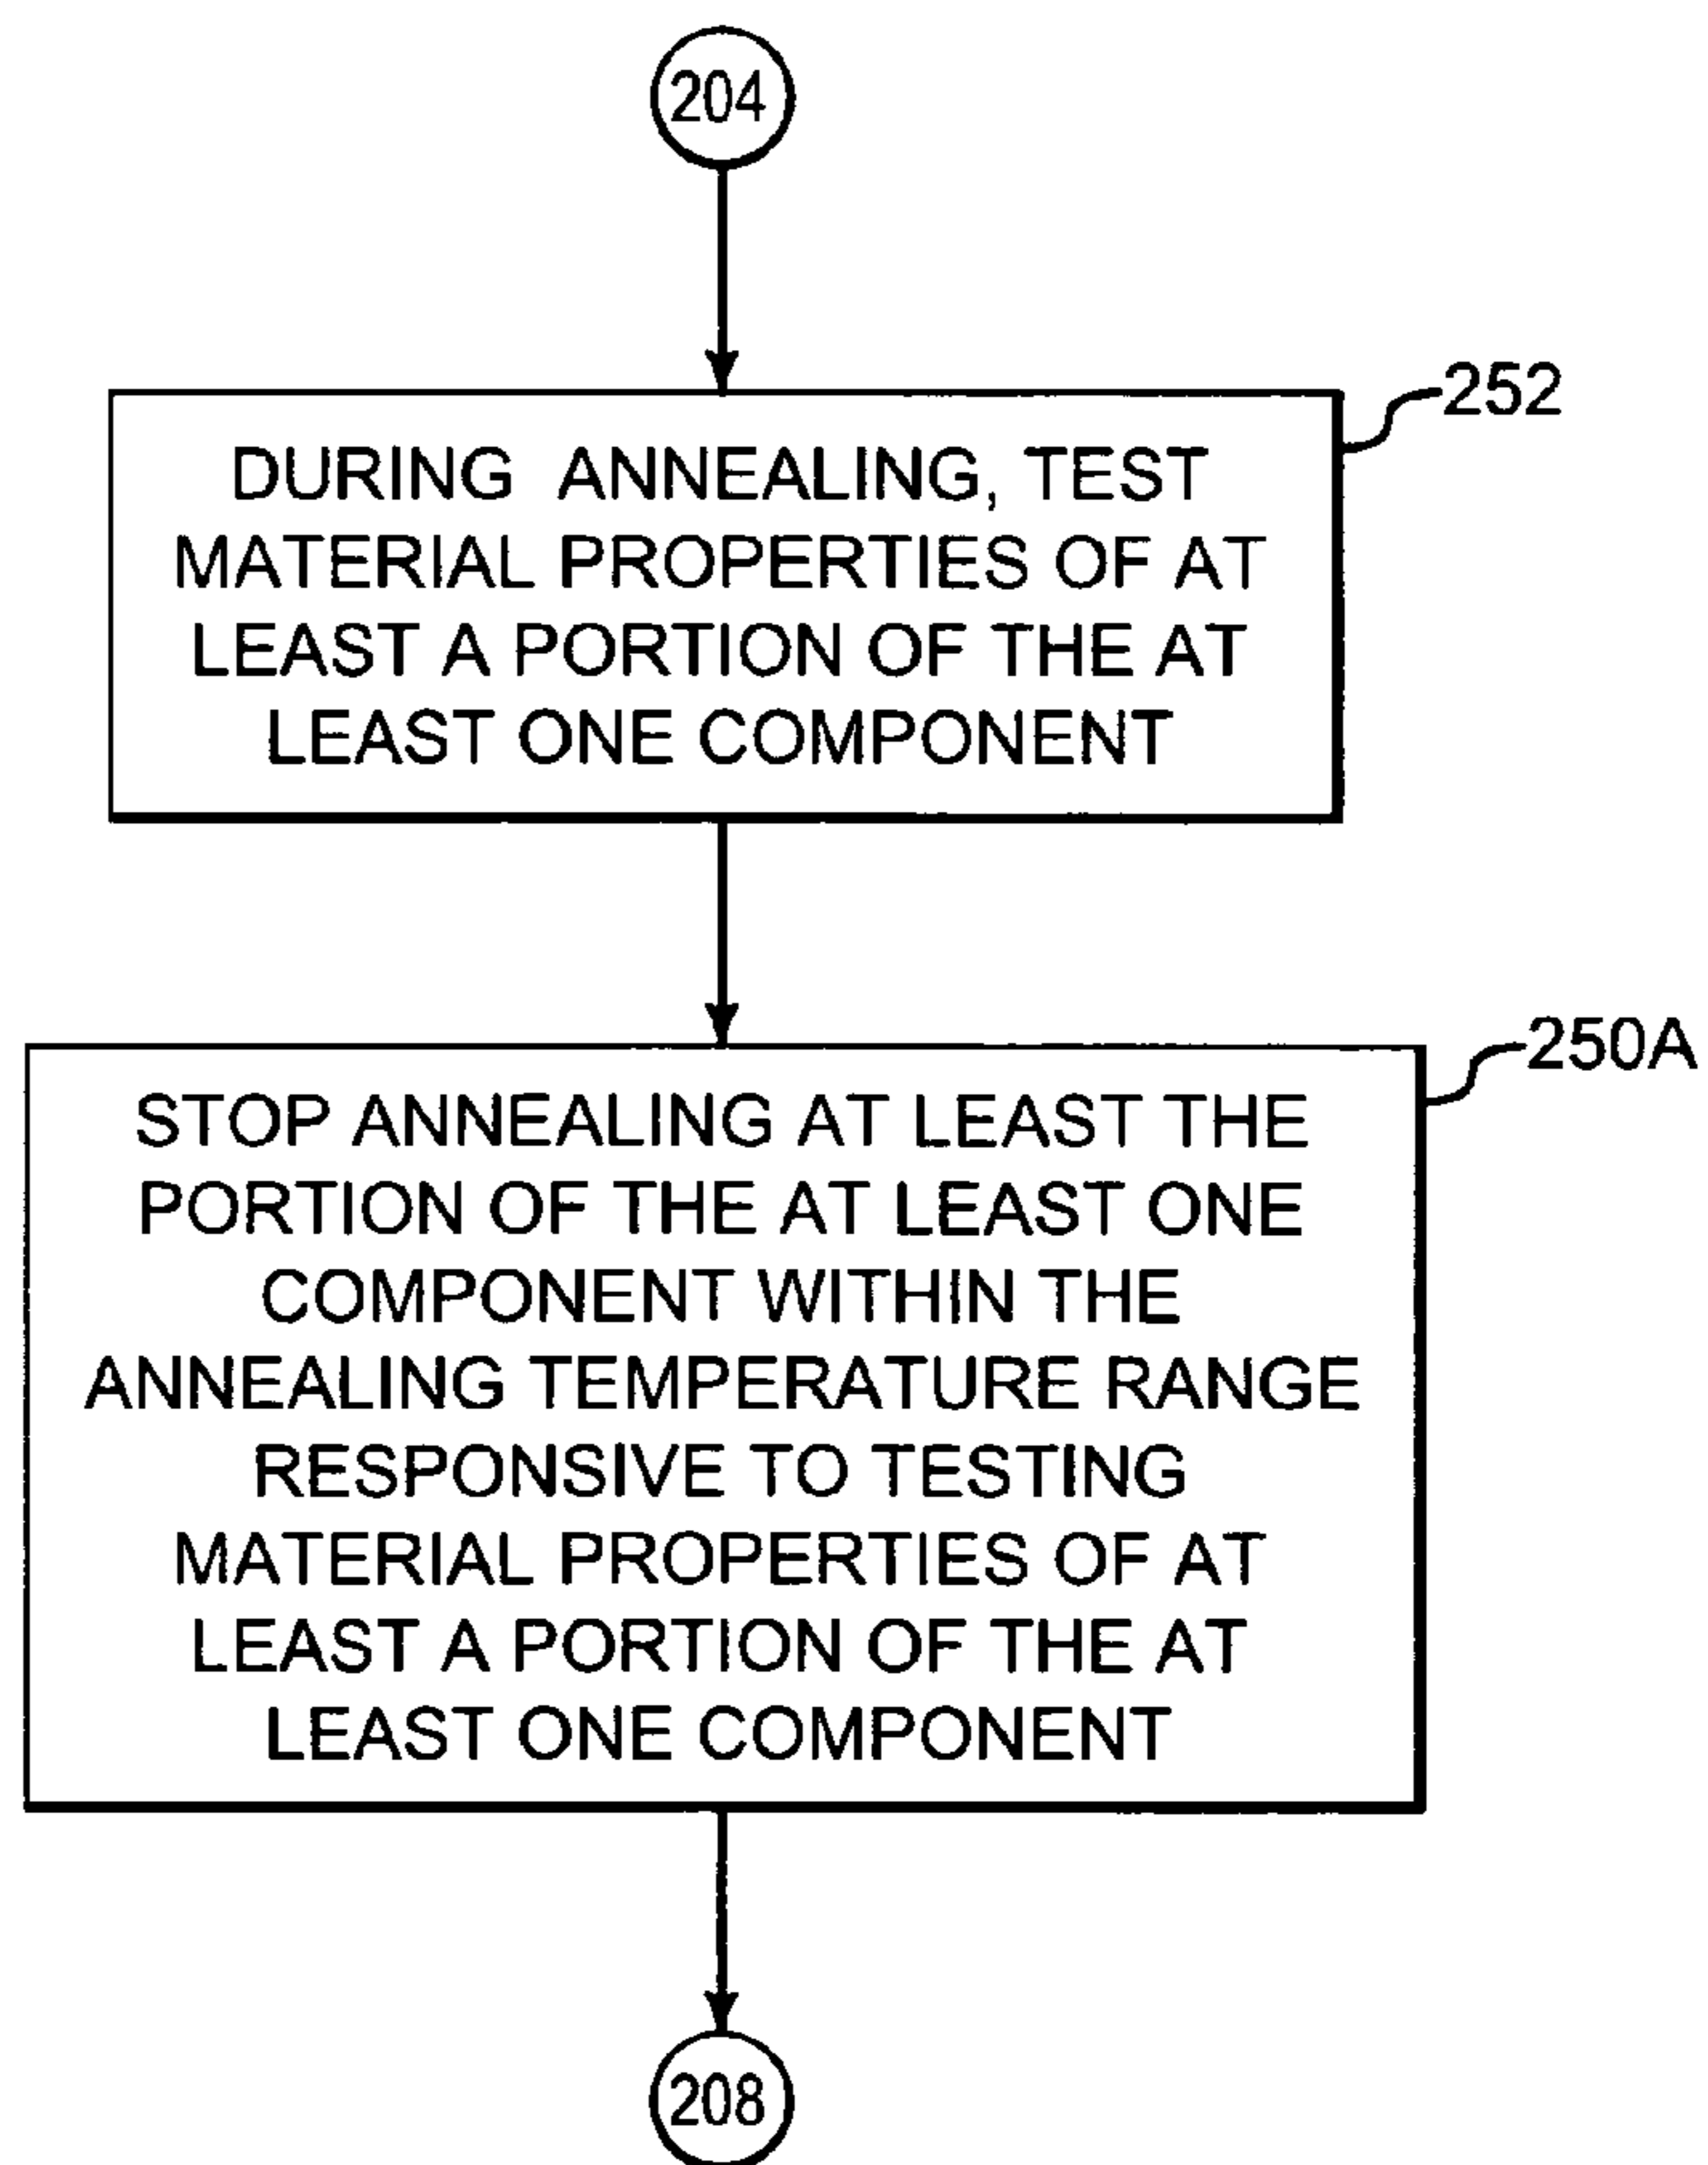 204
252
DURING ANNEALING, TEST
MATERIAL PROPERTIES OF AT
LEAST A PORTION OF THE AT
LEAST ONE COMPONENT
250A
STOP ANNEALING AT LEAST THE
PORTION OF THE AT LEAST ONE
COMPONENT WITHIN THE
ANNEALING TEMPERATURE RANGE
RESPONSIVE TO TESTING
MATERIAL PROPERTIES OF AT
LEAST A PORTION OF THE AT
LEAST ONE COMPONENT
208